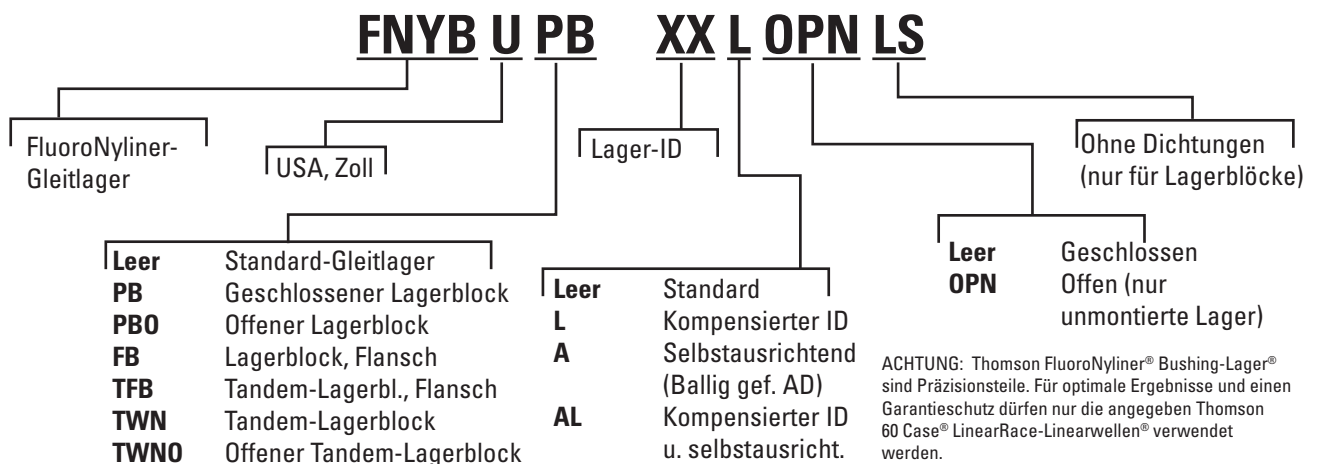 FNYB U PB XX L OPN LS
FluoroNyliner-
Gleitlager
USA, Zoll
Lager-ID
Ohne Dichtungen
(nur für Lagerblöcke)
Leer Standard-Gleitlager
PB Geschlossener Lagerblock
PBO Offener Lagerblock
FB Lagerblock, Flansch
TFB Tandem-Lagerbl., Flansch
TWN Tandem-Lagerblock
TWNO Offener Tandem-Lagerblock
Leer Standard
L Kompensierter ID
A Selbstausrichtend
(Ballig gef. AD)
AL Kompensierter ID
u. selbstausricht.
Leer Geschlossen
OPN Offen (nur
unmontierte Lager)
ACHTUNG: Thomson FluoroNyliner® Bushing-Lager®
sind Präzisionsteile. Für optimale Ergebnisse und einen
Garantieschutz dürfen nur die angegeben Thomson
60 Case® LinearRace-Linearwellen® verwendet
werden.